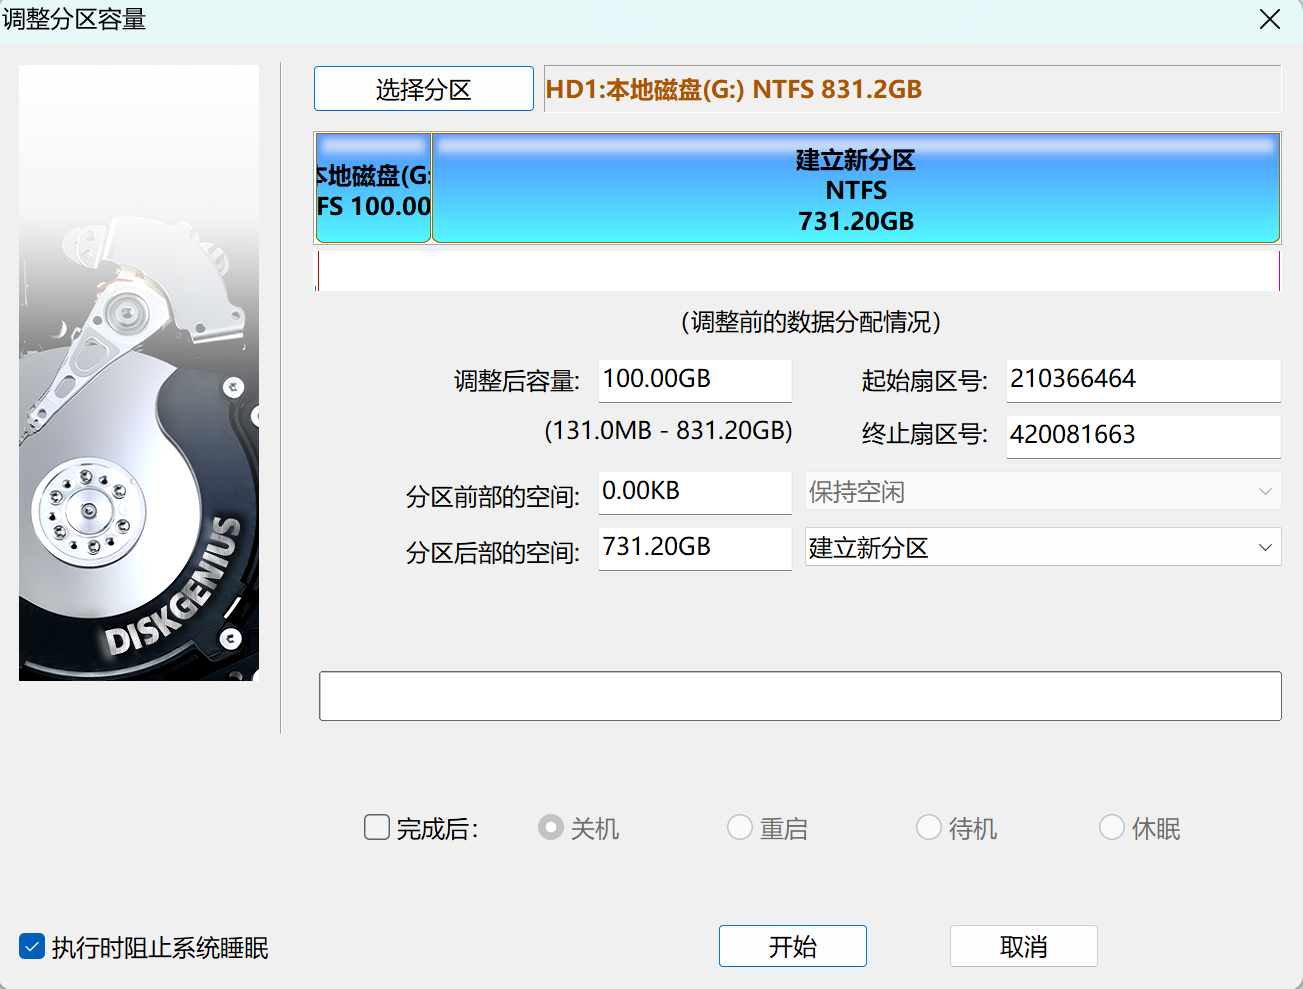 调整分区容量
选择分区
HD1:本地磁盘(G:) NTFS 831.2GB
本地磁盘(G:
FS 100.00
建立新分区
NTFS
731.20GB
(调整前的数据分配情况)
调整后容量: 100.00GB 起始扇区号: 210366464
(131.0MB - 831.20GB) 终止扇区号: 420081663
分区前部的空间: 0.00KB 保持空闲
分区后部的空间: 731.20GB 建立新分区
DISKGENIUS
完成后: 关机 重启 待机 休眠
执行时阻止系统睡眠 开始 取消